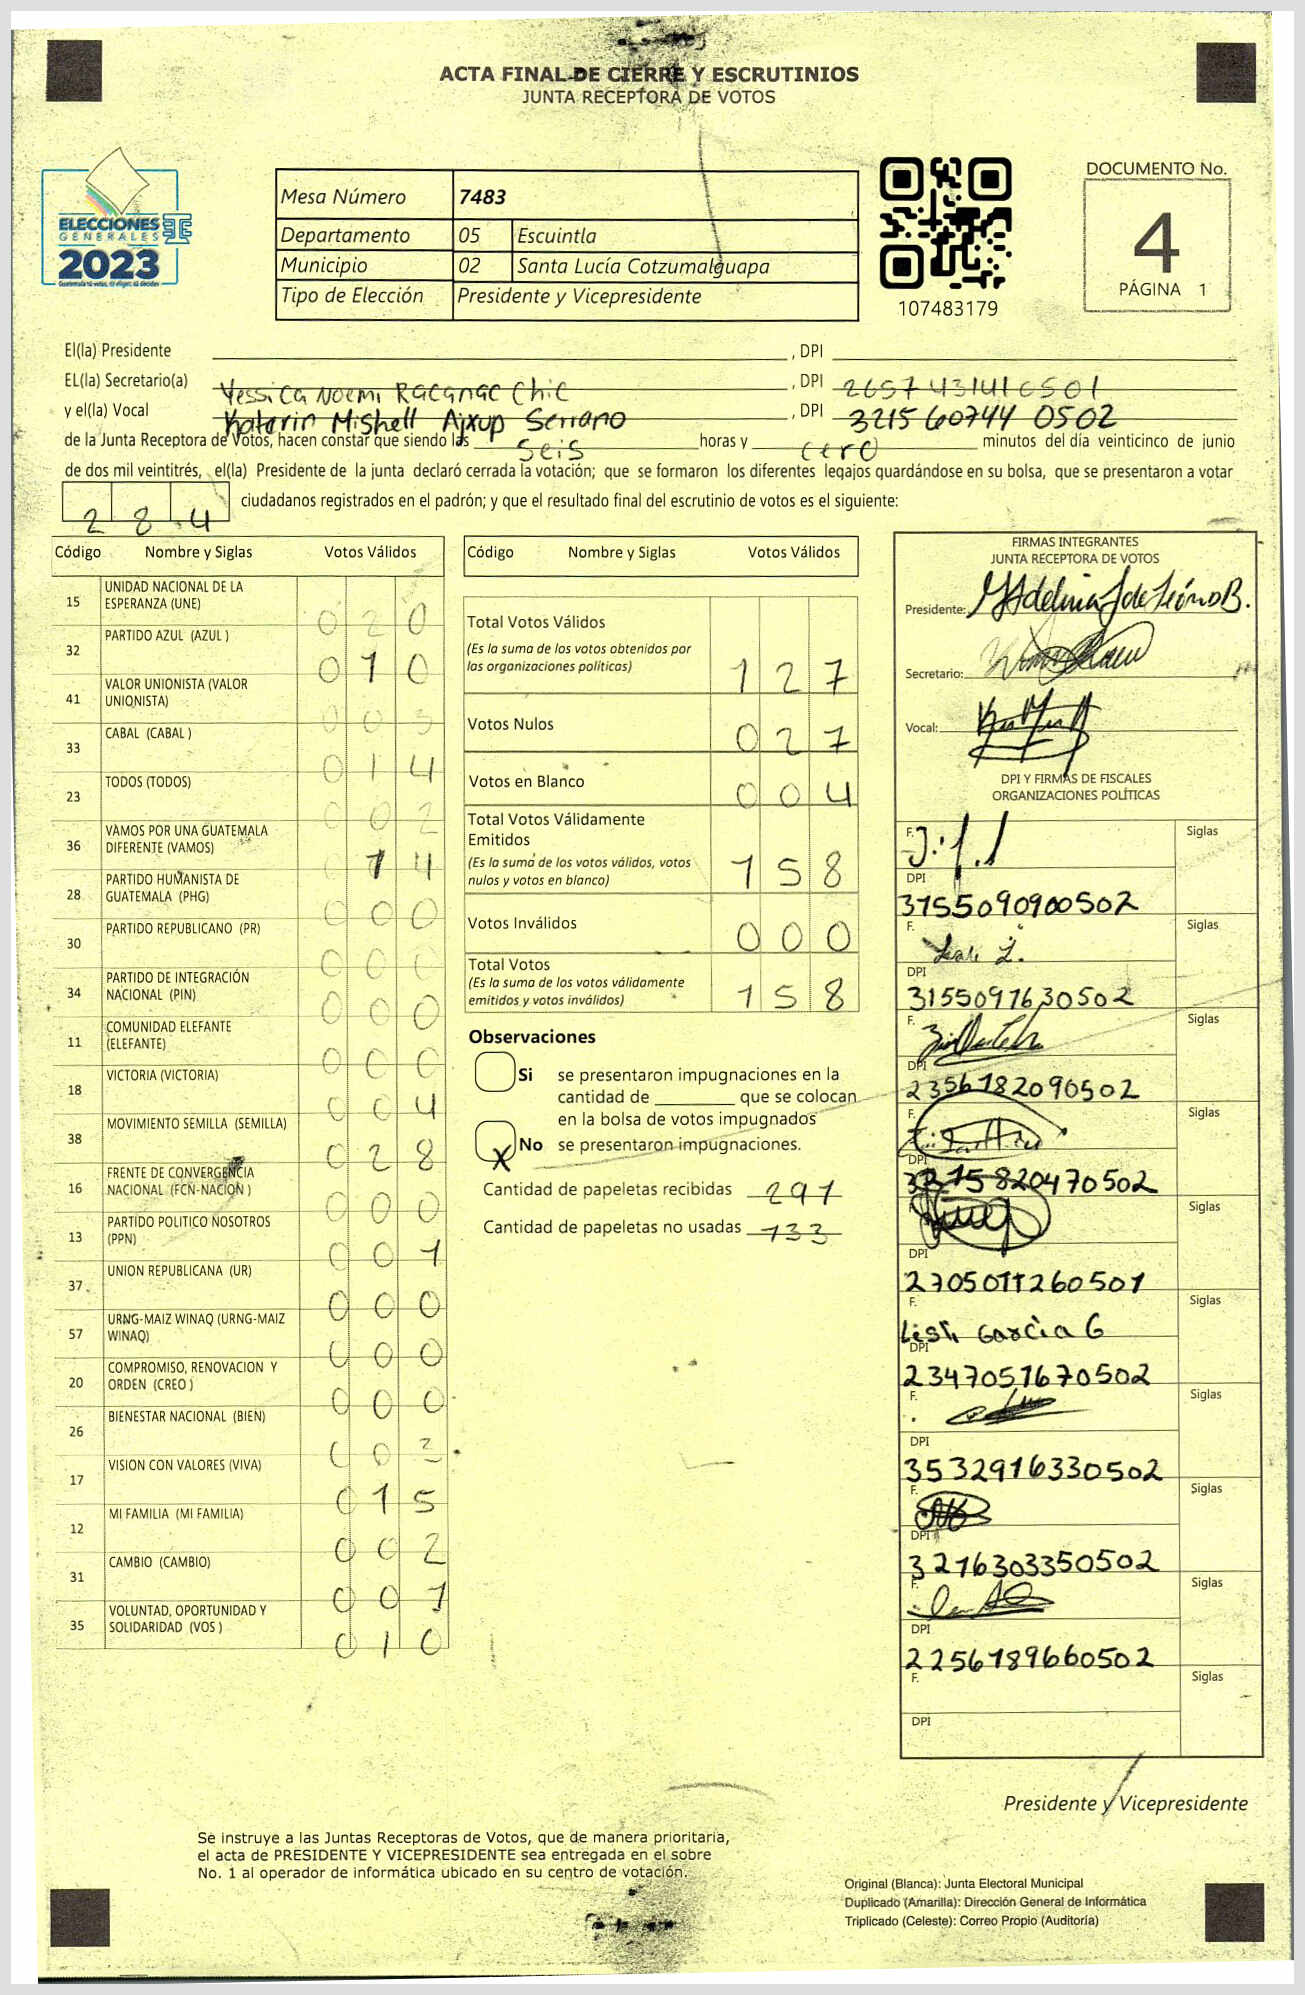 ACTA FINAL DE CIERRE Y ESCRUTINIOS
JUNTA RECEPTORA DE VOTOS
ELECCIONES
GENERALES
2023
Mesa Número 7483
Departamento 05 Escuintla
Municipio 02 Santa Lucía Cotzumalguapa
Tipo de Elección Presidente y Vicepresidente
107483179
DOCUMENTO No.
4
PÁGINA 1
El(la) Presidente , DPI
EL(la) Secretario(a) Yessica Noemi Racanac Chic , DPI 2657431410501
y el(la) Vocal Katerin Mishell Ajxup Serrano , DPI 3215607440502
de la Junta Receptora de Votos, hacen constar que siendo las seis horas y cero minutos del día veinticinco de junio
de dos mil veintitrés, el(la) Presidente de la junta declaró cerrada la votación; que se formaron los diferentes legajos guardándose en su bolsa, que se presentaron a votar
284 ciudadanos registrados en el padrón; y que el resultado final del escrutinio de votos es el siguiente:
Código Nombre y Siglas Votos Válidos
15 UNIDAD NACIONAL DE LA
ESPERANZA (UNE) 020
32 PARTIDO AZUL (AZUL ) 010
41 VALOR UNIONISTA (VALOR
UNIONISTA) 003
33 CABAL (CABAL ) 014
23 TODOS (TODOS) 002
36 VAMOS POR UNA GUATEMALA
DIFERENTE (VAMOS) 14
28 PARTIDO HUMANISTA DE
GUATEMALA (PHG) 000
30 PARTIDO REPUBLICANO (PR) 000
34 PARTIDO DE INTEGRACIÓN
NACIONAL (PIN) 000
11 COMUNIDAD ELEFANTE
(ELEFANTE) 000
18 VICTORIA (VICTORIA) 004
38 MOVIMIENTO SEMILLA (SEMILLA) 028
16 FRENTE DE CONVERGENCIA
NACIONAL (FCN-NACION ) 000
13 PARTIDO POLITICO NOSOTROS
(PPN) 001
37 UNION REPUBLICANA (UR) 000
57 URNG-MAIZ WINAQ (URNG-MAIZ
WINAQ) 000
20 COMPROMISO, RENOVACION Y
ORDEN (CREO ) 000
26 BIENESTAR NACIONAL (BIEN) 003
17 VISION CON VALORES (VIVA) 015
12 MI FAMILIA (MI FAMILIA) 002
31 CAMBIO (CAMBIO) 001
35 VOLUNTAD, OPORTUNIDAD Y
SOLIDARIDAD (VOS ) 010
Código Nombre y Siglas Votos Válidos
Total Votos Válidos
(Es la suma de los votos obtenidos por
las organizaciones políticas) 127
Votos Nulos 027
Votos en Blanco 004
Total Votos Válidamente
Emitidos
(Es la suma de los votos válidos, votos
nulos y votos en blanco) 158
Votos Inválidos 000
Total Votos
(Es la suma de los votos válidamente
emitidos y votos inválidos) 158
Observaciones
Si se presentaron impugnaciones en la
cantidad de ________ que se colocan
en la bolsa de votos impugnados
X No se presentaron impugnaciones.
Cantidad de papeletas recibidas 291
Cantidad de papeletas no usadas 133
FIRMAS INTEGRANTES
JUNTA RECEPTORA DE VOTOS
Presidente:
Secretario:
Vocal:
DPI Y FIRMAS DE FISCALES
ORGANIZACIONES POLÍTICAS
F. Siglas
DPI
3155090900502
F. Siglas
DPI
3155091630502
F. Siglas
DPI
2356182090502
F. Siglas
DPI
F. Siglas
DPI
F. Lesli Garcia G Siglas
DPI
2347051670502
F. Siglas
DPI
3532916330502
F. Siglas
DPI
3216303350502
F. Siglas
DPI
2256189660502
F. Siglas
DPI
Presidente y Vicepresidente
Se instruye a las Juntas Receptoras de Votos, que de manera prioritaria,
el acta de PRESIDENTE Y VICEPRESIDENTE sea entregada en el sobre
No. 1 al operador de informática ubicado en su centro de votación.
Original (Blanca): Junta Electoral Municipal
Duplicado (Amarilla): Dirección General de Informática
Triplicado (Celeste): Correo Propio (Auditoría)